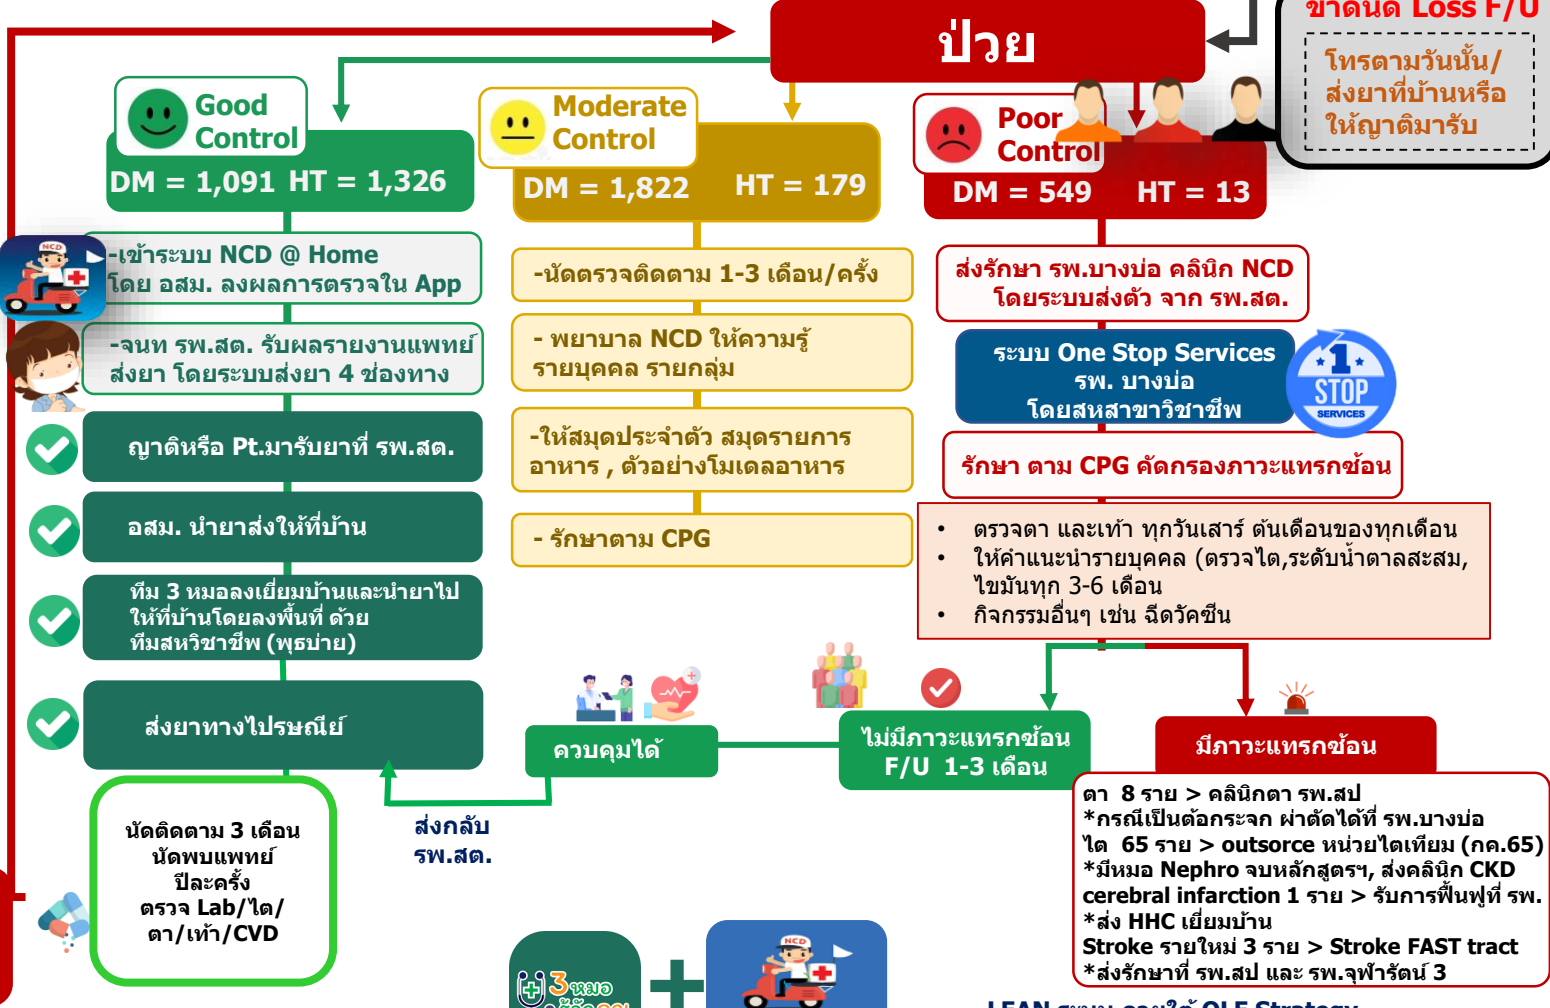 ป่วย
ขาดนัด Loss F/U
โทรตามวันนั้น/
ส่งยาที่บ้านหรือ
ให้ญาติมารับ
Good
Control
DM = 1,091 HT = 1,326
-เข้าระบบ NCD @ Home
โดย อสม. ลงผลการตรวจใน App
-จนท รพ.สต. รับผลรายงานแพทย์
ส่งยา โดยระบบส่งยา 4 ช่องทาง
ญาติหรือ Pt.มารับยาที่ รพ.สต.
อสม. นำยาส่งให้ที่บ้าน
ทีม 3 หมอลงเยี่ยมบ้านและนำยาไป
ให้ที่บ้านโดยลงพื้นที่ ด้วย
ทีมสหวิชาชีพ (พุธบ่าย)
ส่งยาทางไปรษณีย์
นัดติดตาม 3 เดือน
นัดพบแพทย์
ปีละครั้ง
ตรวจ Lab/ไต/
ตา/เท้า/CVD
Moderate
Control
DM = 1,822 HT = 179
-นัดตรวจติดตาม 1-3 เดือน/ครั้ง
- พยาบาล NCD ให้ความรู้
รายบุคคล รายกลุ่ม
-ให้สมุดประจำตัว สมุดรายการ
อาหาร , ตัวอย่างโมเดลอาหาร
- รักษาตาม CPG
Poor
Control
DM = 549 HT = 13
ส่งรักษา รพ.บางบ่อ คลินิก NCD
โดยระบบส่งตัว จาก รพ.สต.
ระบบ One Stop Services
รพ. บางบ่อ
โดยสหสาขาวิชาชีพ
1
STOP
SERVICES
รักษา ตาม CPG คัดกรองภาวะแทรกซ้อน
• ตรวจตา และเท้า ทุกวันเสาร์ ต้นเดือนของทุกเดือน
• ให้คำแนะนำรายบุคคล (ตรวจไต,ระดับน้ำตาลสะสม,
ไขมันทุก 3-6 เดือน
• กิจกรรมอื่นๆ เช่น ฉีดวัคซีน
ควบคุมได้
ไม่มีภาวะแทรกซ้อน
F/U 1-3 เดือน
มีภาวะแทรกซ้อน
ส่งกลับ
รพ.สต.
ตา 8 ราย > คลินิกตา รพ.สป
*กรณีเป็นต้อกระจก ผ่าตัดได้ที่ รพ.บางบ่อ
ไต 65 ราย > outsorce หน่วยไตเทียม (กค.65)
*มีหมอ Nephro จบหลักสูตรฯ, ส่งคลินิก CKD
cerebral infarction 1 ราย > รับการฟื้นฟูที่ รพ.
*ส่ง HHC เยี่ยมบ้าน
Stroke รายใหม่ 3 ราย > Stroke FAST tract
*ส่งรักษาที่ รพ.สป และ รพ.จุฬารัตน์ 3
NCD
NCD
3 หมอ